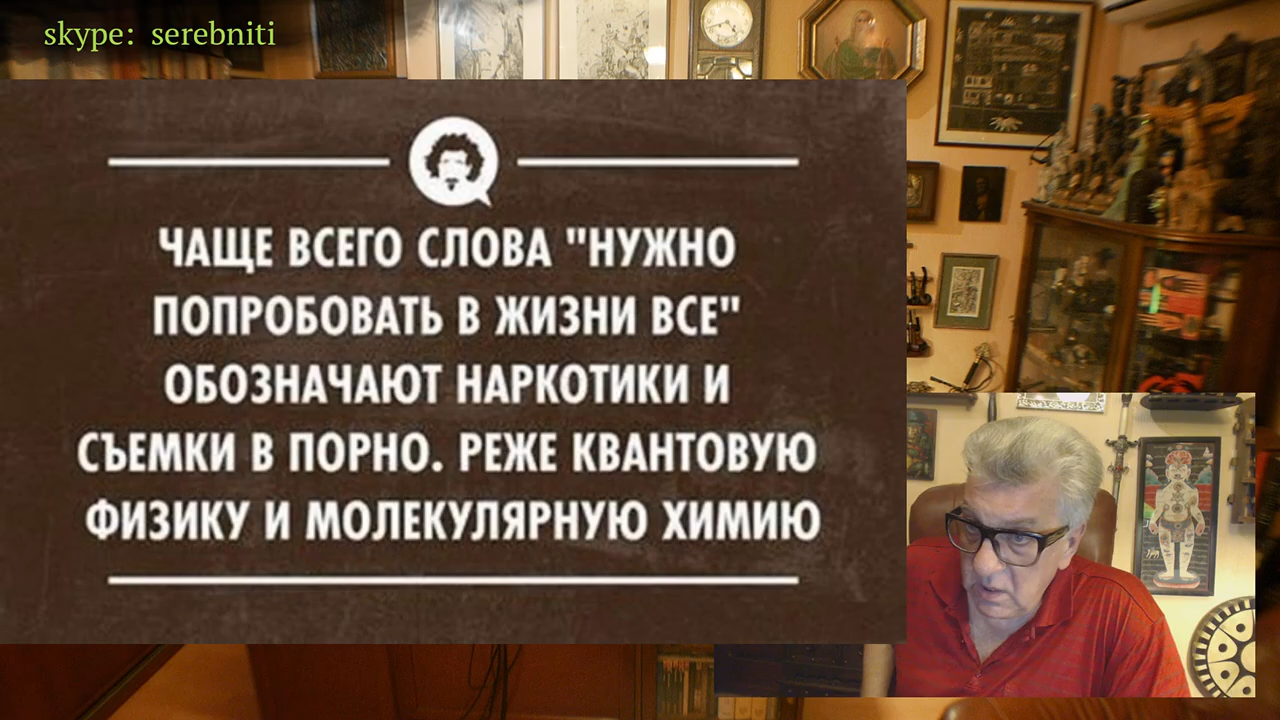 skype: serebniti
ЧАЩЕ ВСЕГО СЛОВА "НУЖНО
ПОПРОБОВАТЬ В ЖИЗНИ ВСЕ"
ОБОЗНАЧАЮТ НАРКОТИКИ И
СЪЕМКИ В ПОРНО. РЕЖЕ КВАНТОВУЮ
ФИЗИКУ И МОЛЕКУЛЯРНУЮ ХИМИЮ